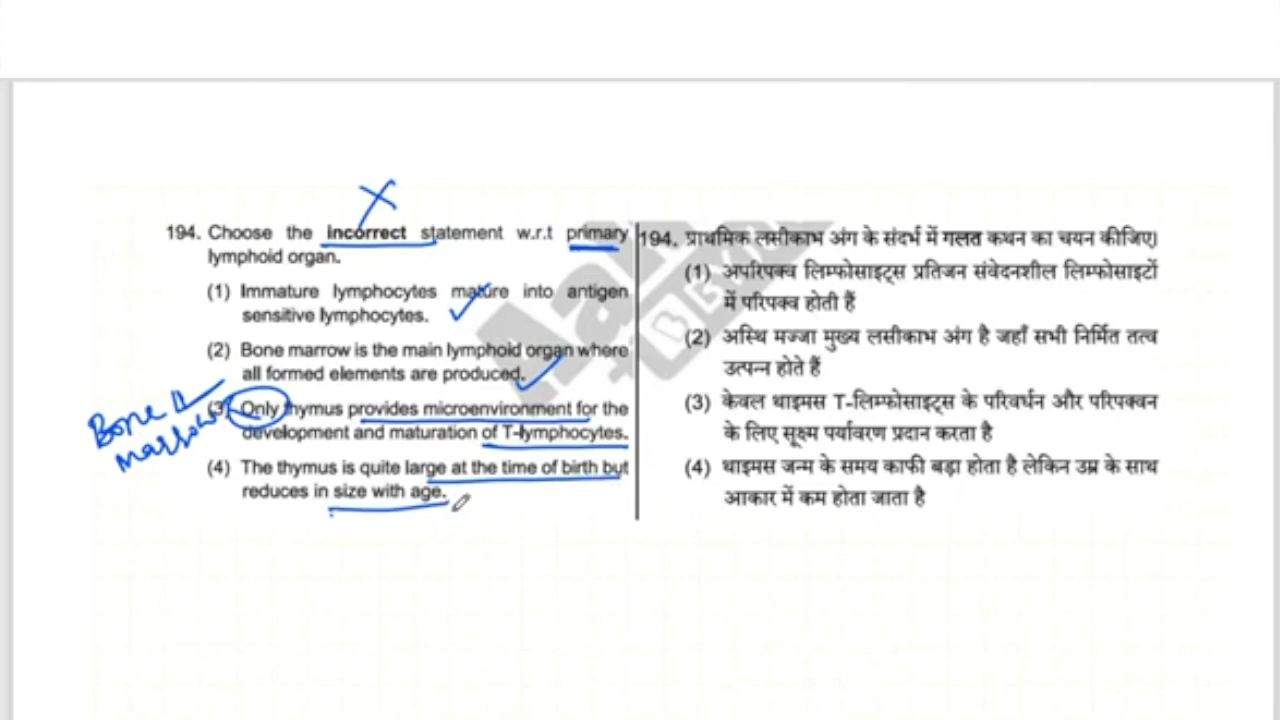 194. Choose the incorrect statement w.r.t primary
lymphoid organ.
(1) Immature lymphocytes mature into antigen
sensitive lymphocytes.
(2) Bone marrow is the main lymphoid organ where
all formed elements are produced.
Bone
marrow
(3) Only thymus provides microenvironment for the
development and maturation of T-lymphocytes.
(4) The thymus is quite large at the time of birth but
reduces in size with age.
194. प्राथमिक लसीकाभ अंग के संदर्भ में गलत कथन का चयन कीजिए।
(1) अपरिपक्व लिम्फोसाइट्स प्रतिजन संवेदनशील लिम्फोसाइटों
में परिपक्व होती हैं
(2) अस्थि मज्जा मुख्य लसीकाभ अंग है जहाँ सभी निर्मित तत्व
उत्पन्न होते हैं
(3) केवल थाइमस T-लिम्फोसाइट्स के परिवर्धन और परिपक्वन
के लिए सूक्ष्म पर्यावरण प्रदान करता है
(4) थाइमस जन्म के समय काफी बड़ा होता है लेकिन उम्र के साथ
आकार में कम होता जाता है